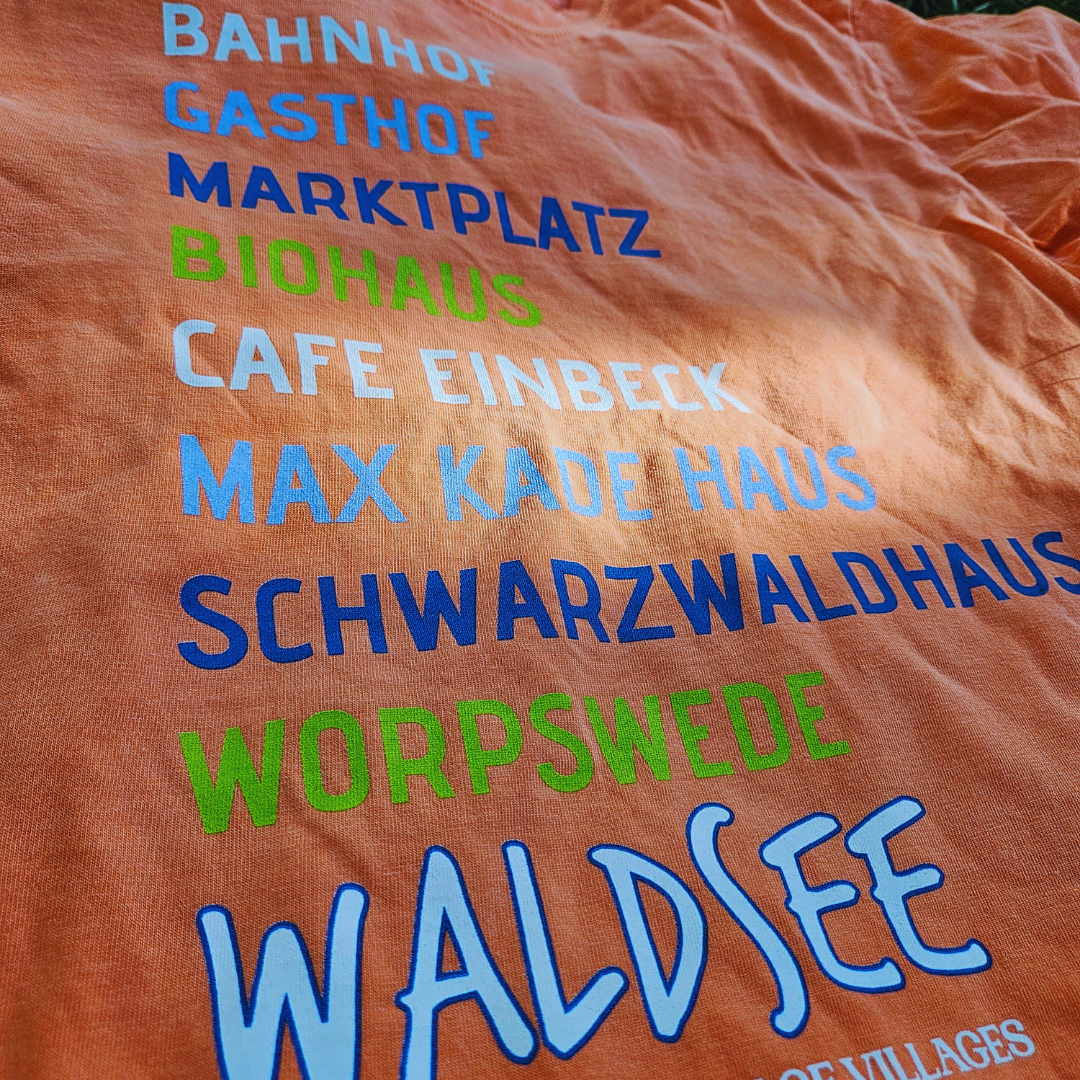 BAHNHOF
GASTHOF
MARKTPLATZ
BIOHAUS
CAFE EINBECK
MAX KADE HAUS
SCHWARZWALDHAUS
WORPSWEDE
WALDSEE
VILLAGES